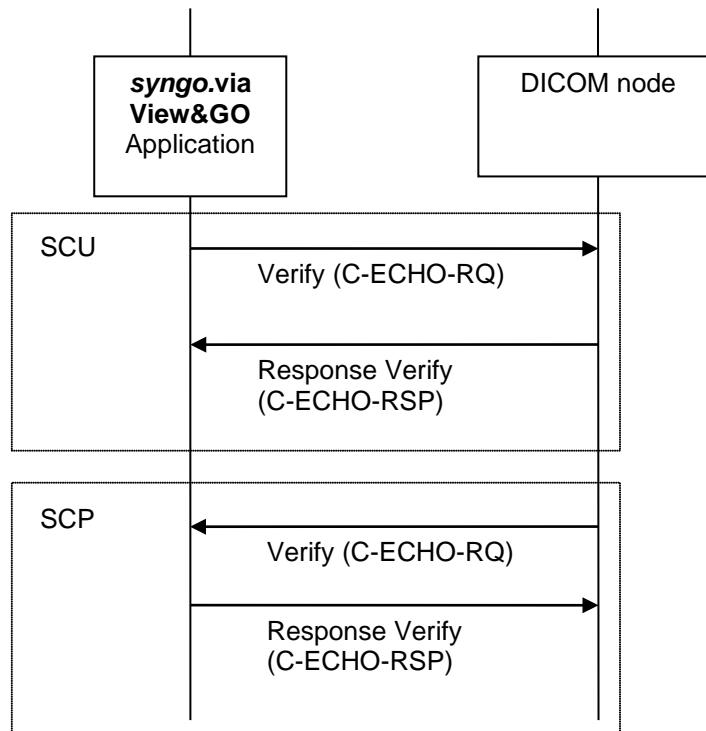 syngo.via
View&GO
Application
DICOM node
SCU
Verify (C-ECHO-RQ)
Response Verify
(C-ECHO-RSP)
SCP
Verify (C-ECHO-RQ)
Response Verify
(C-ECHO-RSP)